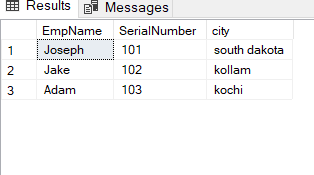 Results Messages
EmpName SerialNumber city
1 Joseph 101 south dakota
2 Jake 102 kollam
3 Adam 103 kochi